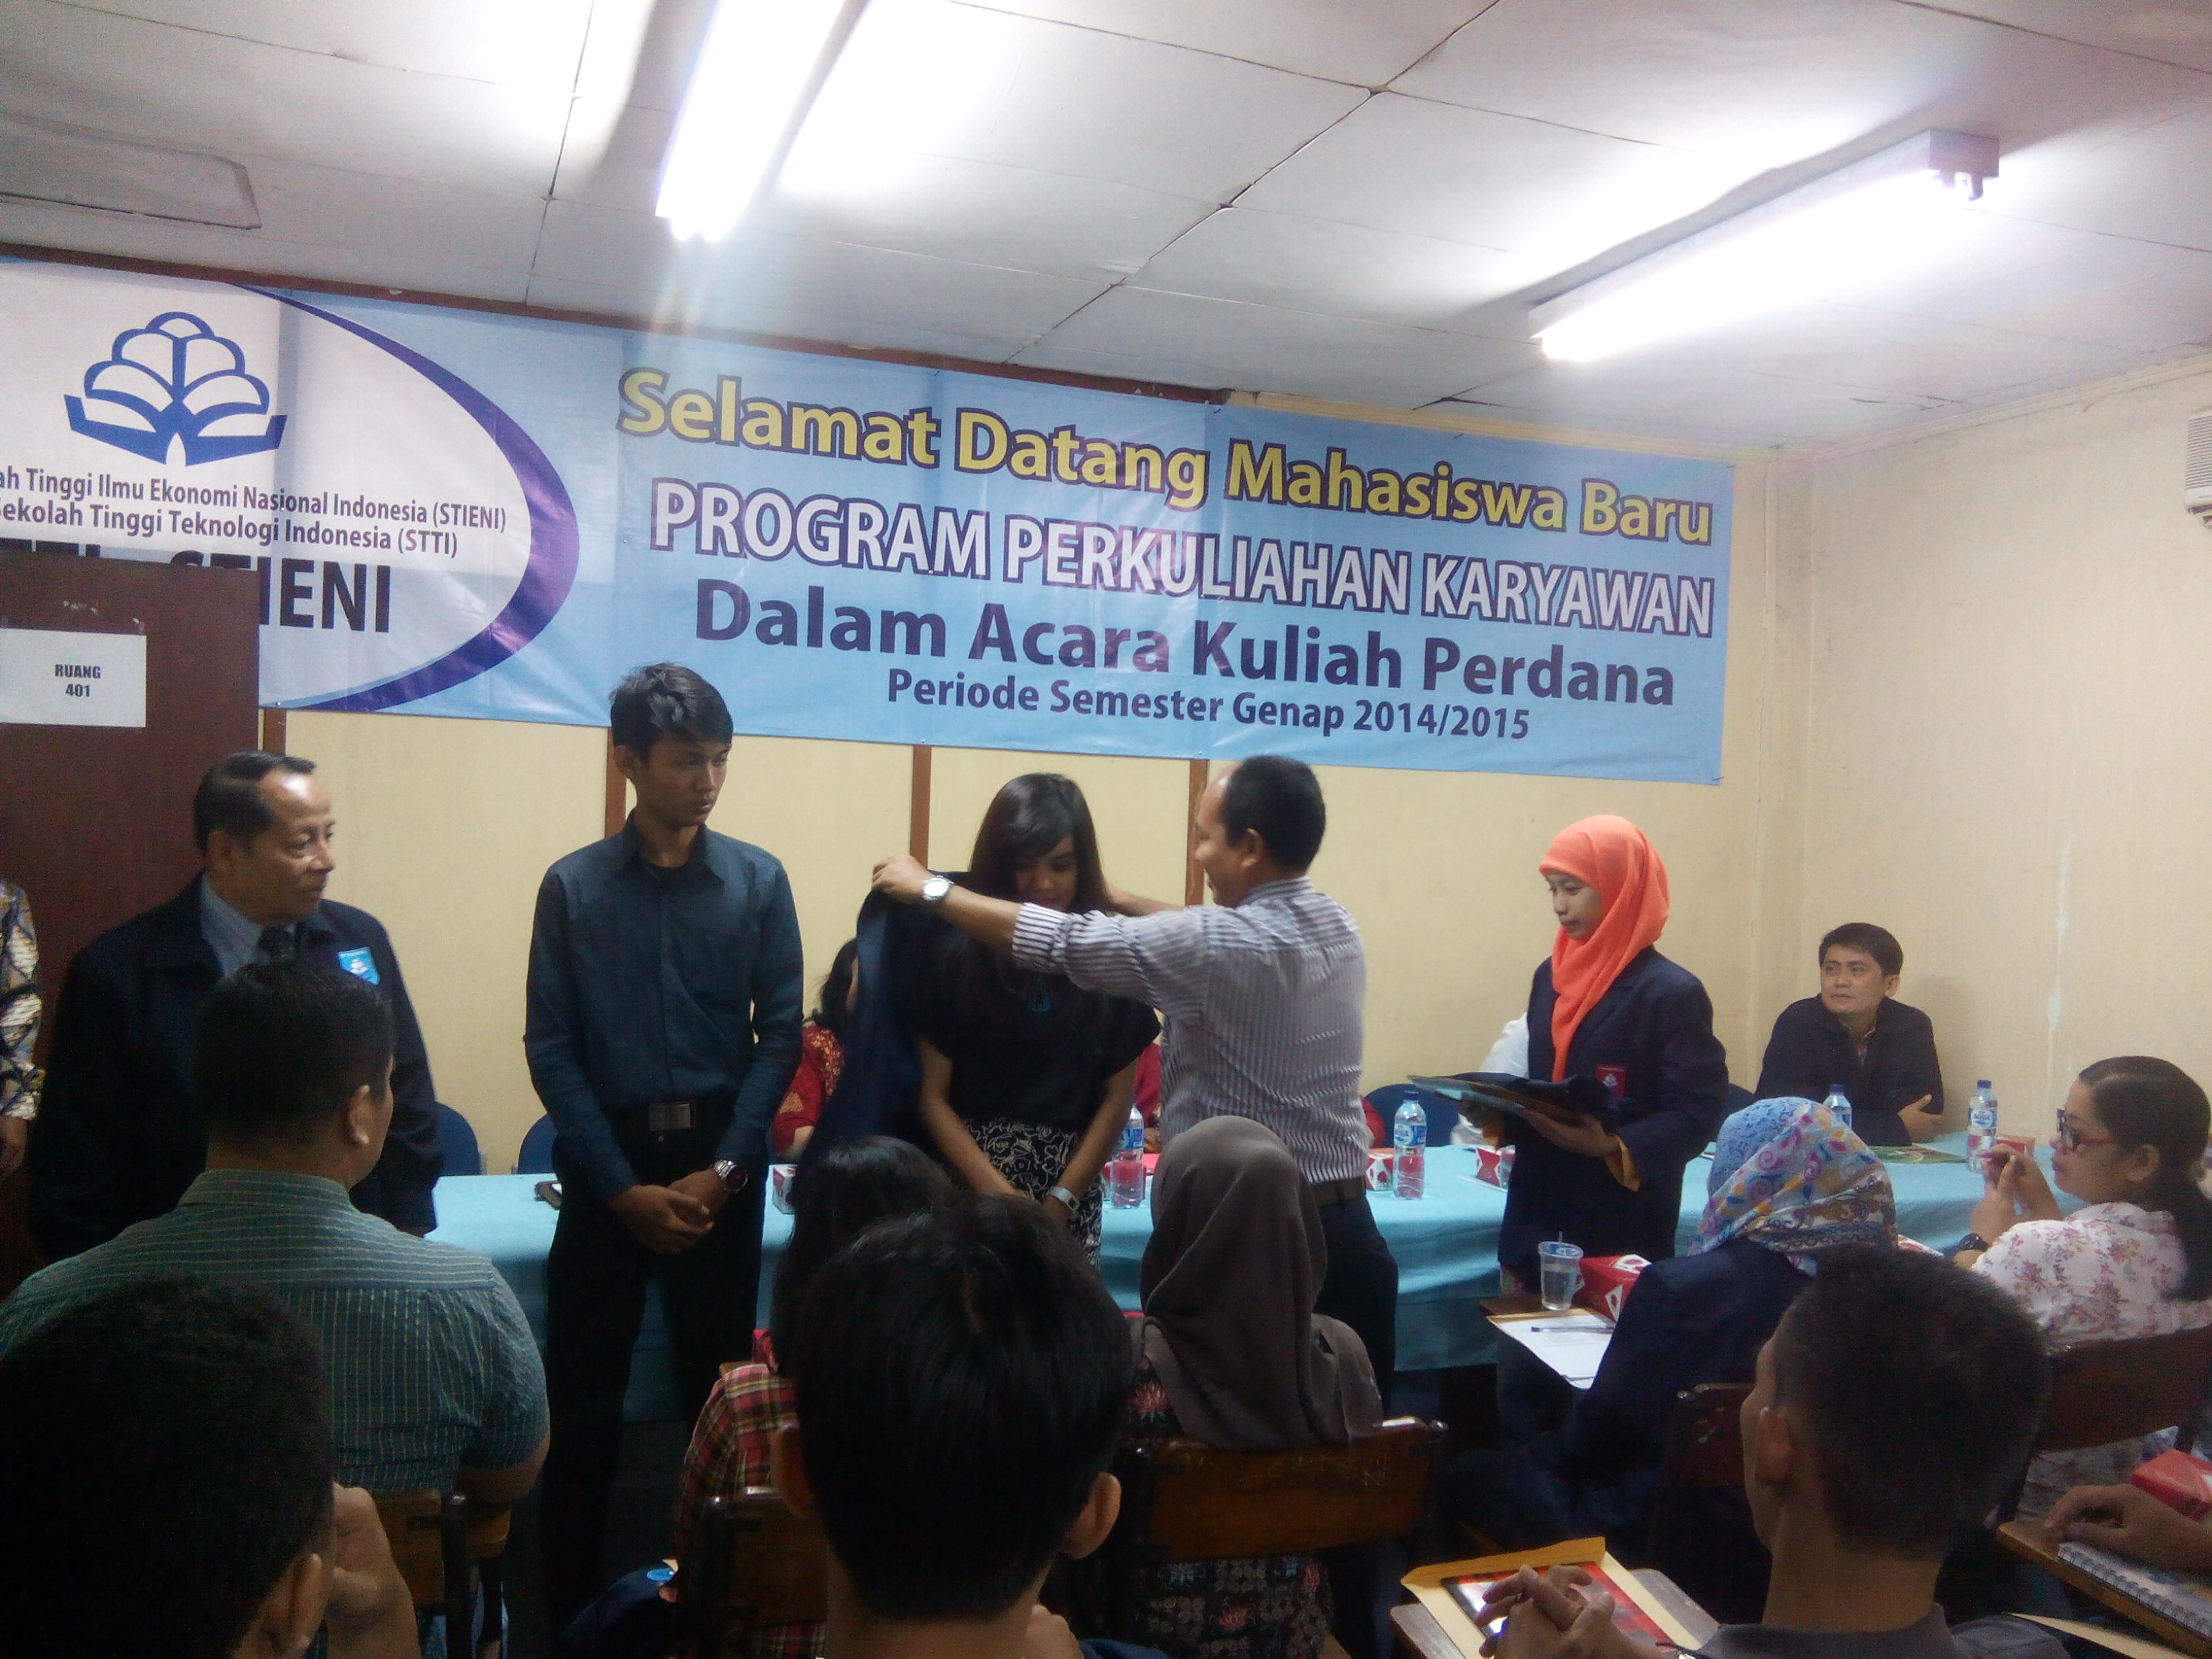 Tinggi Ilmu Ekonomi Nasional Indonesia (STIENI)
Sekolah Tinggi Teknologi Indonesia (STTI)
STIENI
RUANG
401
Selamat Datang Mahasiswa Baru
PROGRAM PERKULIAHAN KARYAWAN
Dalam Acara Kuliah Perdana
Periode Semester Genap 2014/2015